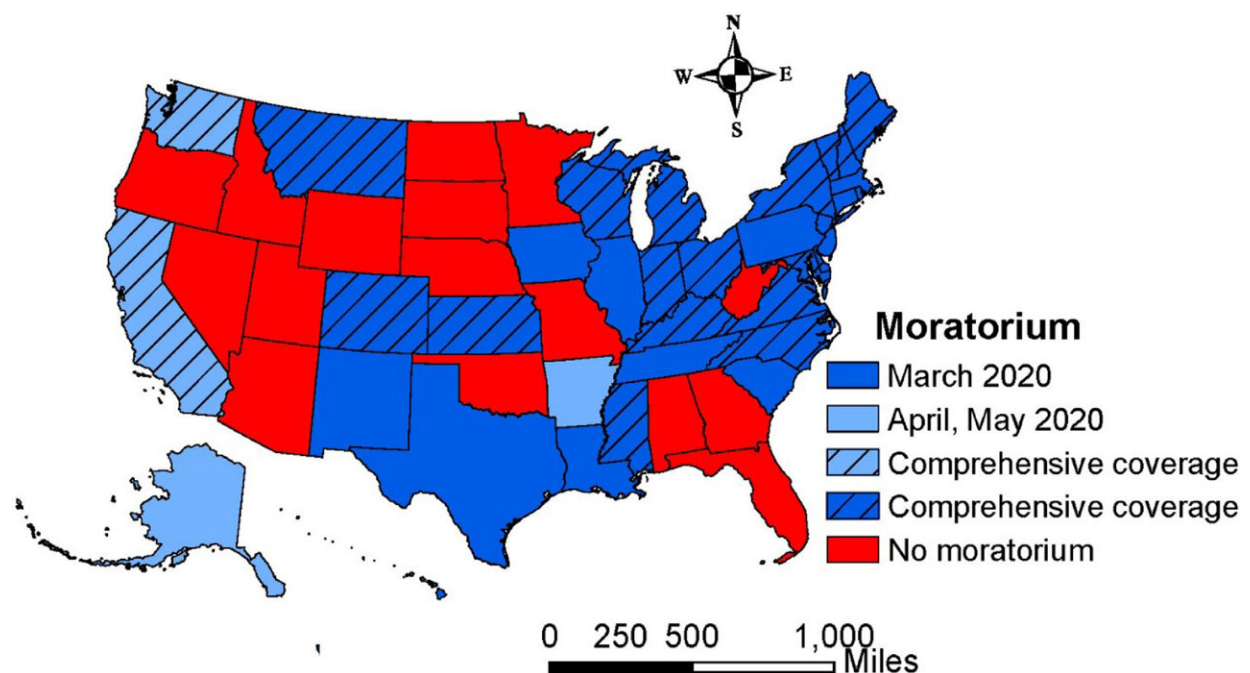 N
W E
S
Moratorium
March 2020
April, May 2020
Comprehensive coverage
Comprehensive coverage
No moratorium
0 250 500 1,000
Miles